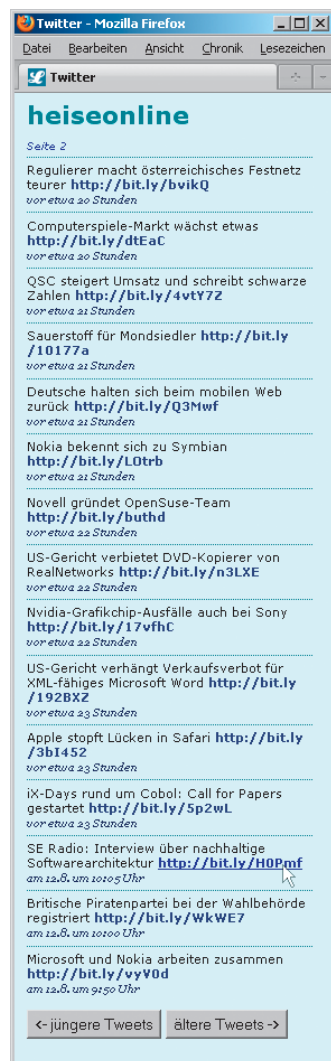 Twitter - Mozilla Firefox
Datei Bearbeiten Ansicht Chronik Lesezeichen
Twitter
heiseonline
Seite 2
Regulierer macht österreichisches Festnetz
teurer http://bit.ly/bvikQ
vor etwa 20 Stunden
Computerspiele-Markt wächst etwas
http://bit.ly/dtEaC
vor etwa 20 Stunden
QSC steigert Umsatz und schreibt schwarze
Zahlen http://bit.ly/4vtY7Z
vor etwa 21 Stunden
Sauerstoff für Mondsiedler http://bit.ly
/10177a
vor etwa 21 Stunden
Deutsche halten sich beim mobilen Web
zurück http://bit.ly/Q3Mwf
vor etwa 21 Stunden
Nokia bekennt sich zu Symbian
http://bit.ly/L0trb
vor etwa 21 Stunden
Novell gründet OpenSuse-Team
http://bit.ly/buthd
vor etwa 22 Stunden
US-Gericht verbietet DVD-Kopierer von
RealNetworks http://bit.ly/n3LXE
vor etwa 22 Stunden
Nvidia-Grafikchip-Ausfälle auch bei Sony
http://bit.ly/17vfhC
vor etwa 22 Stunden
US-Gericht verhängt Verkaufsverbot für
XML-fähiges Microsoft Word http://bit.ly
/192BXZ
vor etwa 23 Stunden
Apple stopft Lücken in Safari http://bit.ly
/3bI452
vor etwa 23 Stunden
iX-Days rund um Cobol: Call for Papers
gestartet http://bit.ly/5p2wL
vor etwa 23 Stunden
SE Radio: Interview über nachhaltige
Softwarearchitektur http://bit.ly/H0Pmf
am 12.8. um 10:05 Uhr
Britische Piratenpartei bei der Wahlbehörde
registriert http://bit.ly/WkWE7
am 12.8. um 10:00 Uhr
Microsoft und Nokia arbeiten zusammen
http://bit.ly/vyV0d
am 12.8. um 9:50 Uhr
<- jüngere Tweets ältere Tweets ->